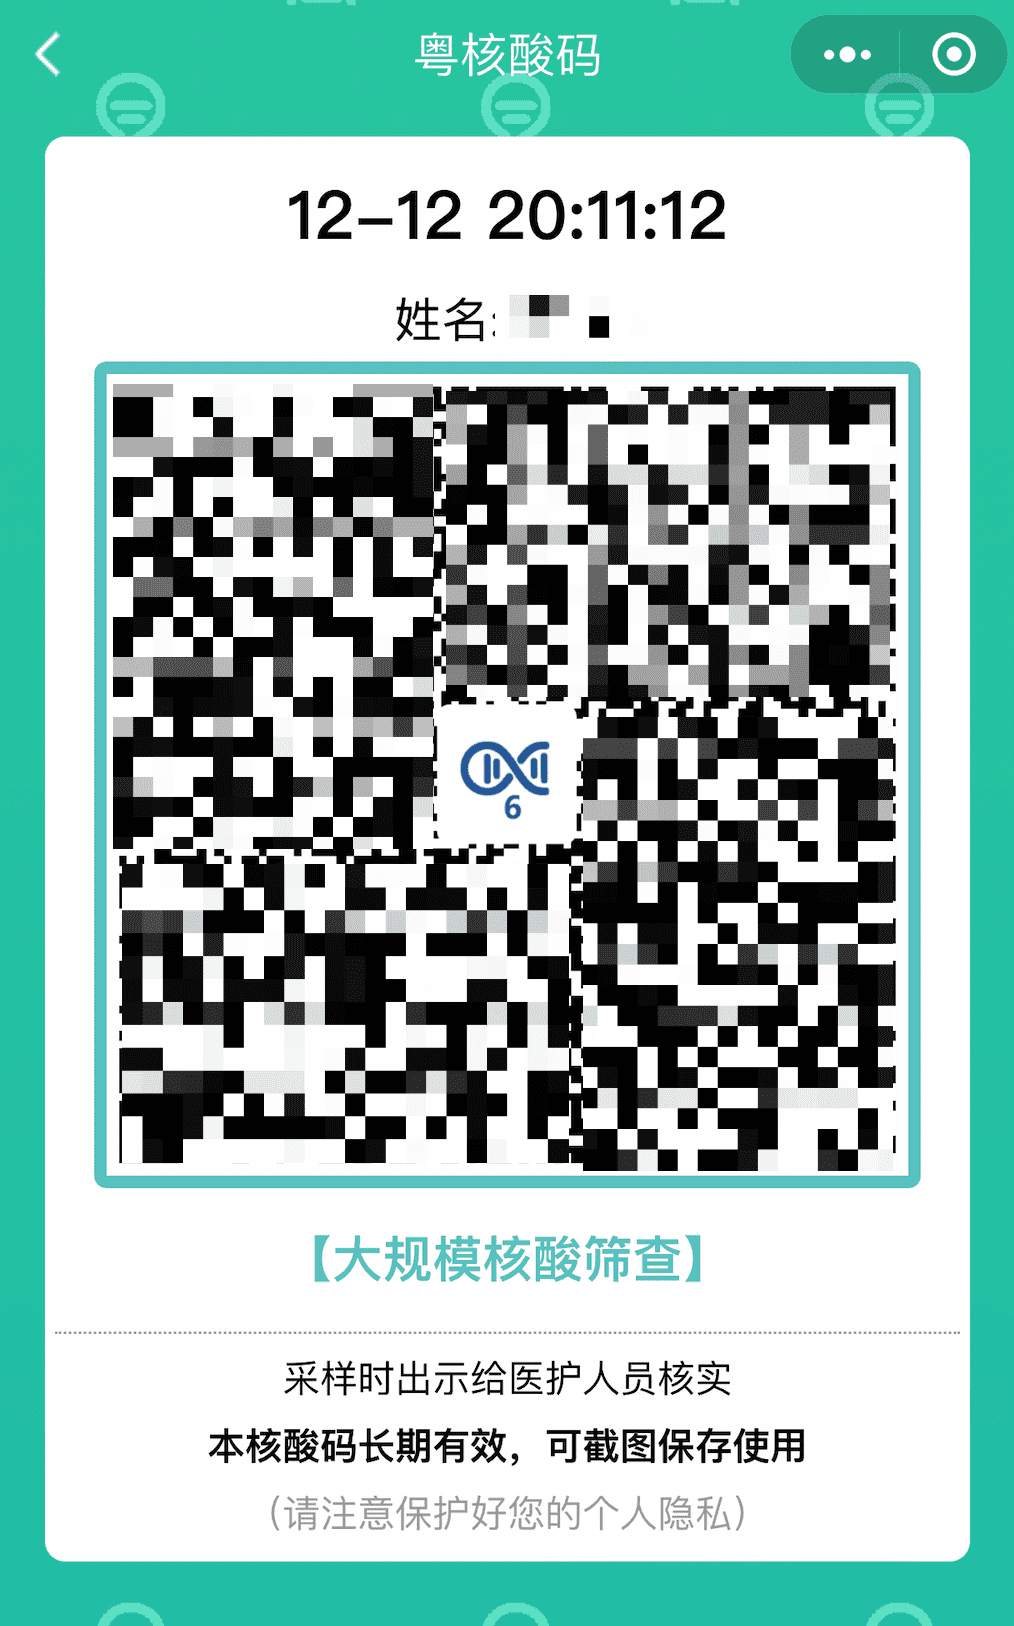 粤核酸码
12-12 20:11:12
姓名:
6
【大规模核酸筛查】
采样时出示给医护人员核实
本核酸码长期有效，可截图保存使用
（请注意保护好您的个人隐私）